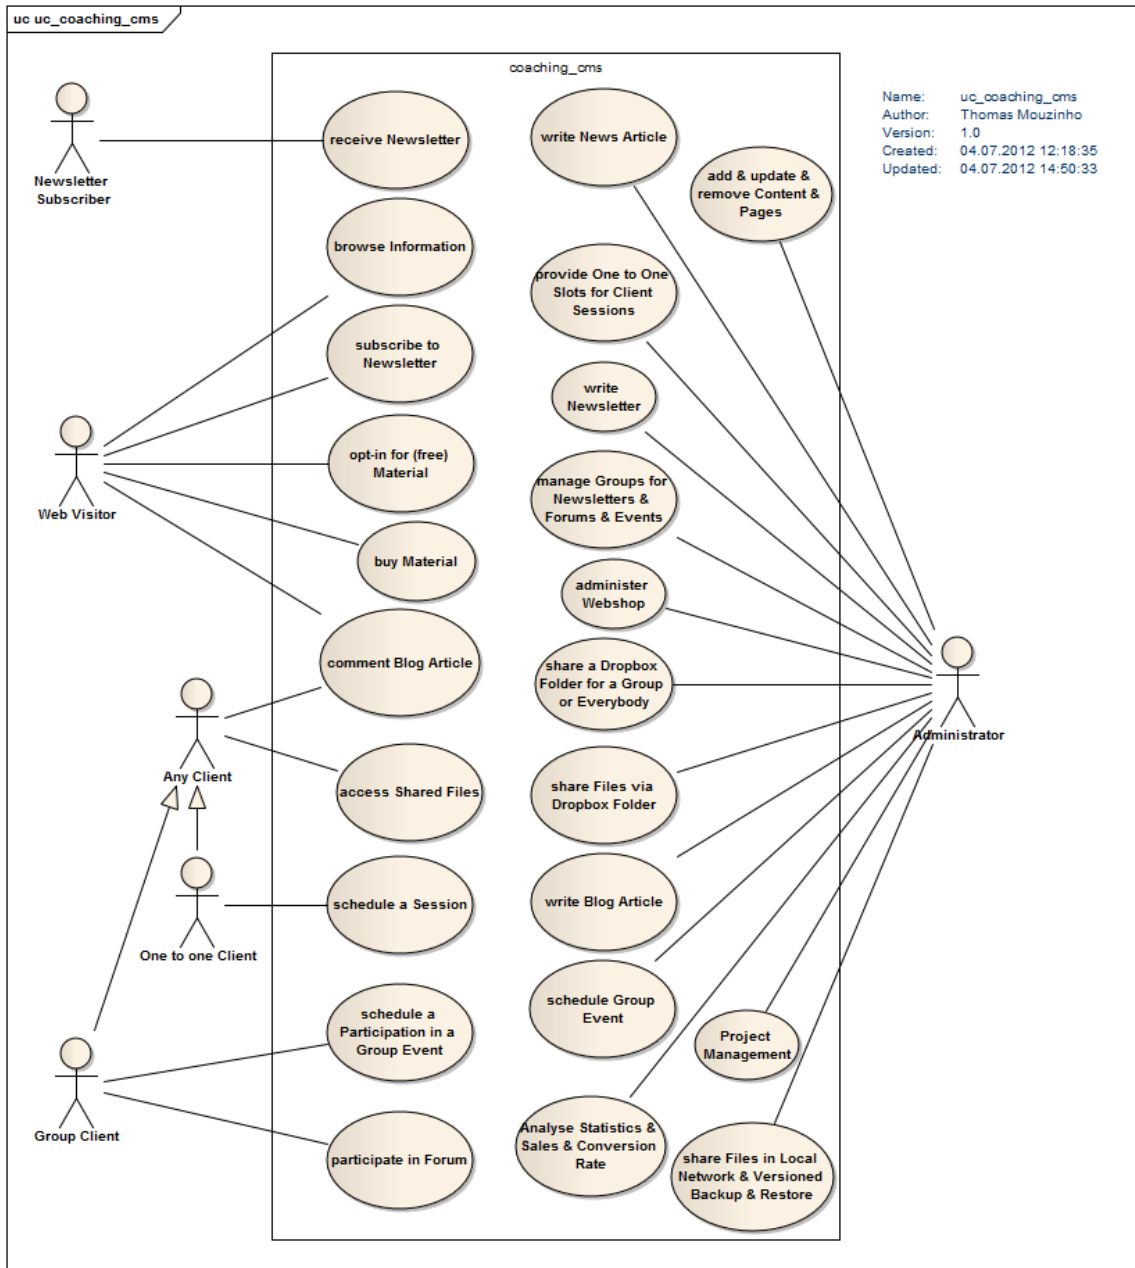 uc uc_coaching_cms
coaching_cms
Name: uc_coaching_cms
Author: Thomas Mouzinho
Version: 1.0
Created: 04.07.2012 12:18:35
Updated: 04.07.2012 14:50:33
Newsletter
Subscriber
receive Newsletter
write News Article
add & update &
remove Content &
Pages
browse Information
provide One to One
Slots for Client
Sessions
subscribe to
Newsletter
write
Newsletter
Web Visitor
opt-in for (free)
Material
manage Groups for
Newsletters &
Forums & Events
buy Material
administer
Webshop
comment Blog Article
share a Dropbox
Folder for a Group
or Everybody
Administrator
Any Client
access Shared Files
share Files via
Dropbox Folder
One to one Client
schedule a Session
write Blog Article
schedule a
Participation in a
Group Event
schedule Group
Event
Project
Management
Group Client
participate in Forum
Analyse Statistics &
Sales & Conversion
Rate
share Files in Local
Network & Versioned
Backup & Restore